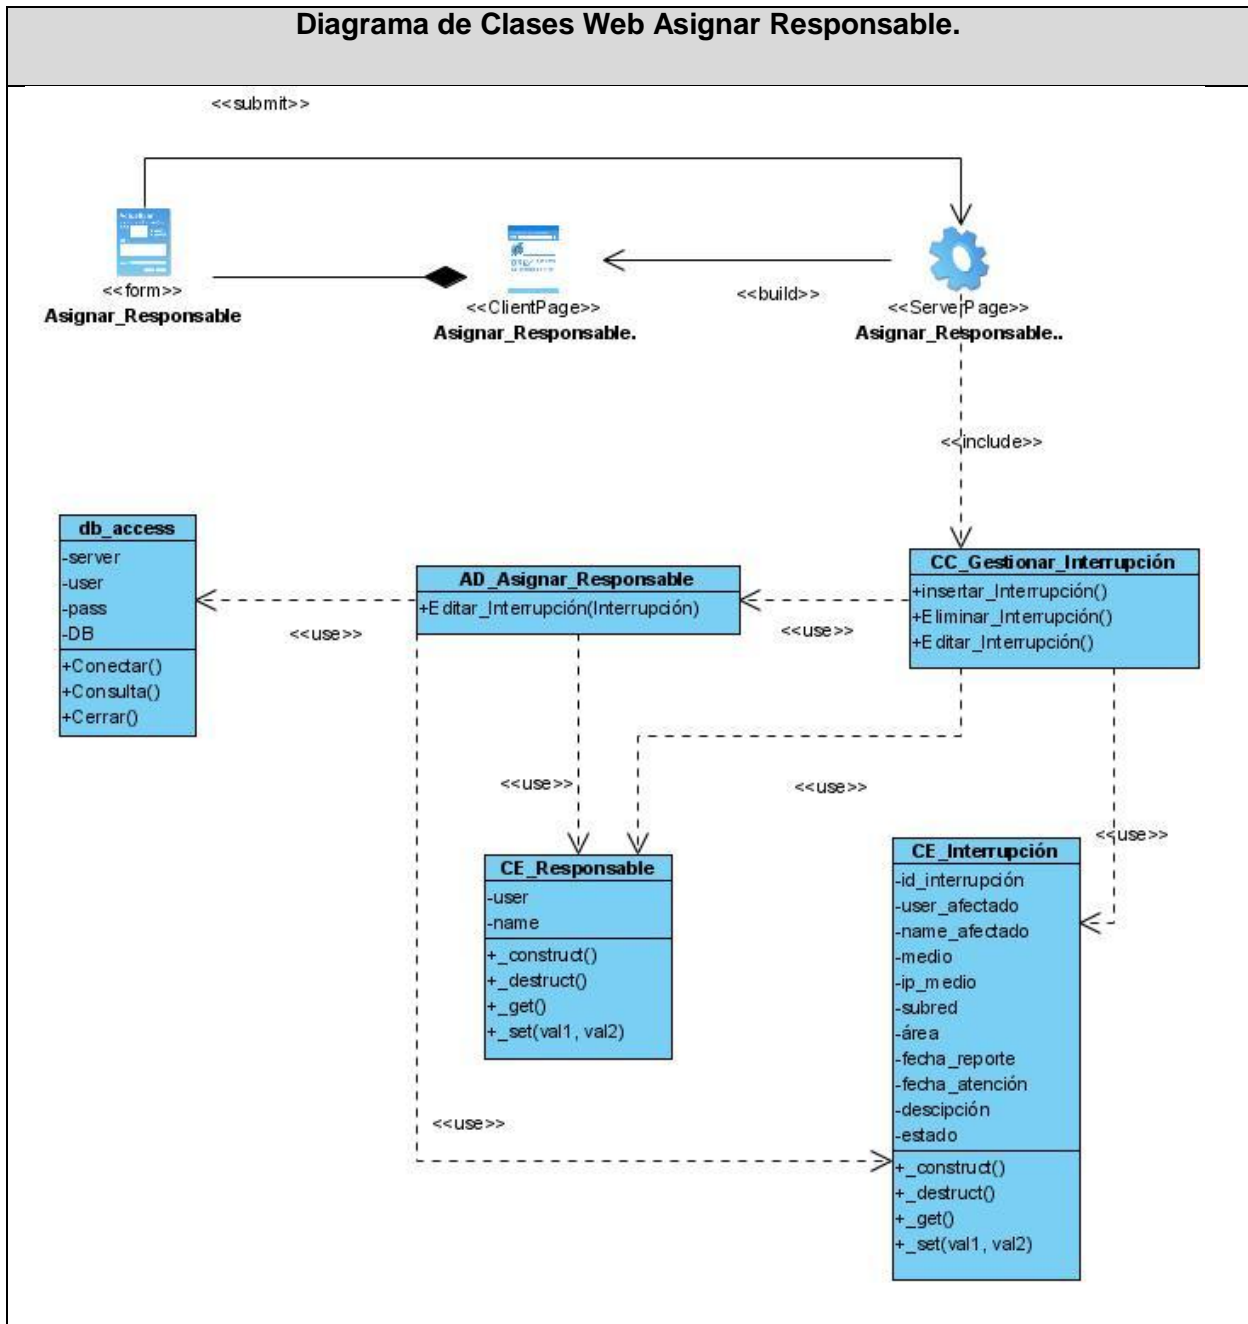 Diagrama de Clases Web Asignar Responsable.
<<submit>>
<<form>>
Asignar_Responsable
<<ClientPage>>
Asignar_Responsable.
<<build>>
<<ServerPage>>
Asignar_Responsable..
<<include>>
db_access
-server
-user
-pass
-DB
+Conectar()
+Consulta()
+Cerrar()
<<use>>
AD_Asignar_Responsable
+Editar_Interrupción(Interrupción)
<<use>>
CC_Gestionar_Interrupción
+insertar_Interrupción()
+Eliminar_Interrupción()
+Editar_Interrupción()
<<use>>
<<use>>
<<use>>
CE_Responsable
-user
-name
+_construct()
+_destruct()
+_get()
+_set(val1, val2)
<<use>>
CE_Interrupción
-id_interrupción
-user_afectado
-name_afectado
-medio
-ip_medio
-subred
-área
-fecha_reporte
-fecha_atención
-descipción
-estado
+_construct()
+_destruct()
+_get()
+_set(val1, val2)